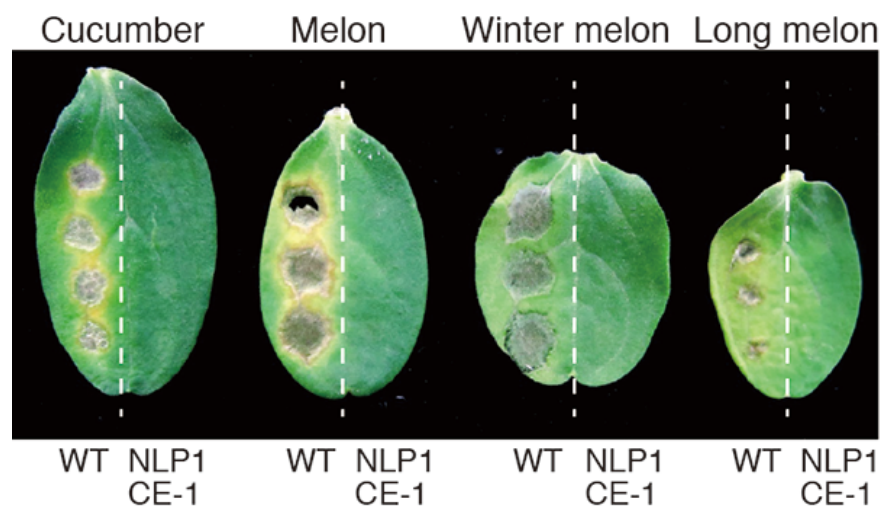 Cucumber Melon Winter melon Long melon
WT NLP1 WT NLP1 WT NLP1 WT NLP1
CE-1 CE-1 CE-1 CE-1